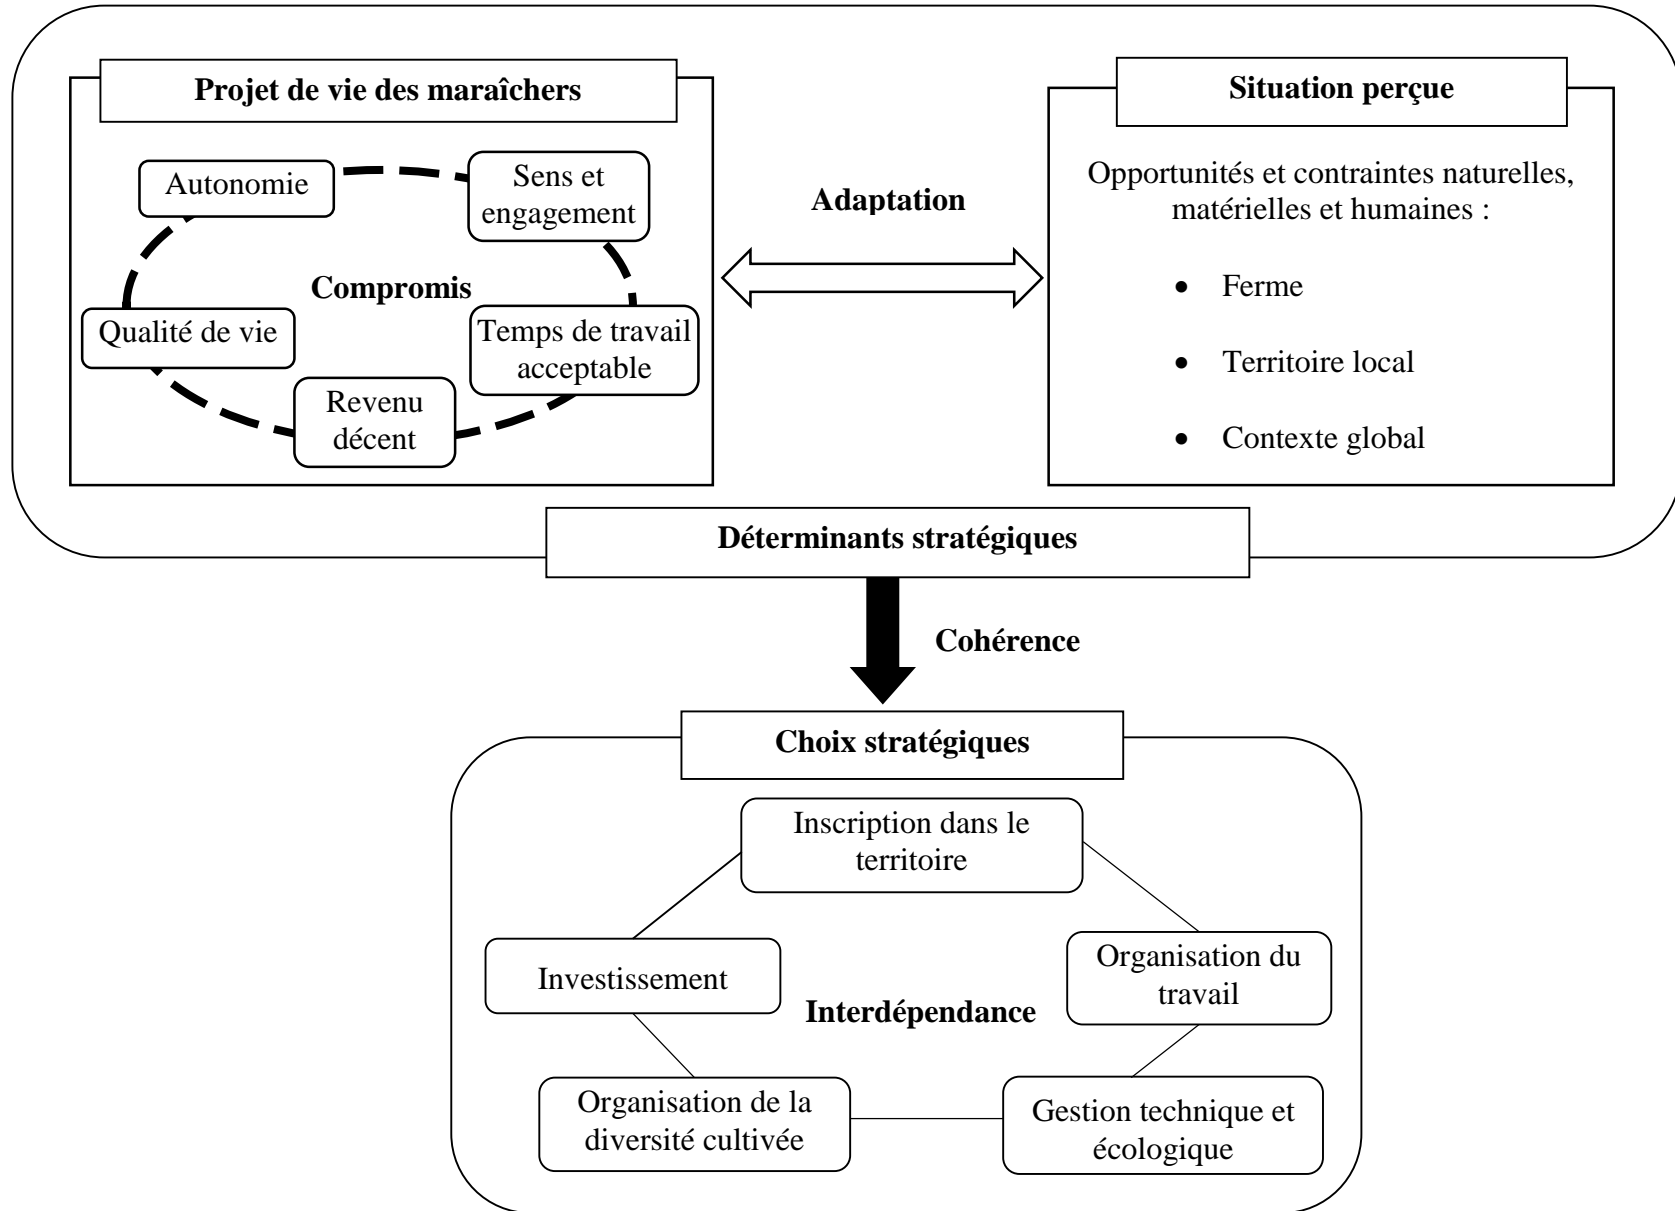 Projet de vie des maraîchers
Autonomie
Sens et
engagement
Compromis
Qualité de vie
Temps de travail
acceptable
Revenu
décent
Adaptation
Situation perçue
Opportunités et contraintes naturelles,
matérielles et humaines :
• Ferme
• Territoire local
• Contexte global
Déterminants stratégiques
Cohérence
Choix stratégiques
Inscription dans le
territoire
Investissement
Organisation du
travail
Interdépendance
Organisation de la
diversité cultivée
Gestion technique et
écologique